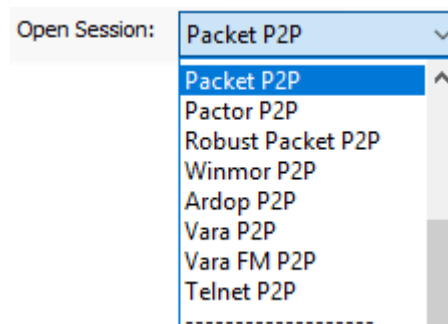 Open Session: Packet P2P
Packet P2P
Pactor P2P
Robust Packet P2P
Winmor P2P
Ardop P2P
Vara P2P
Vara FM P2P
Telnet P2P
-------------------